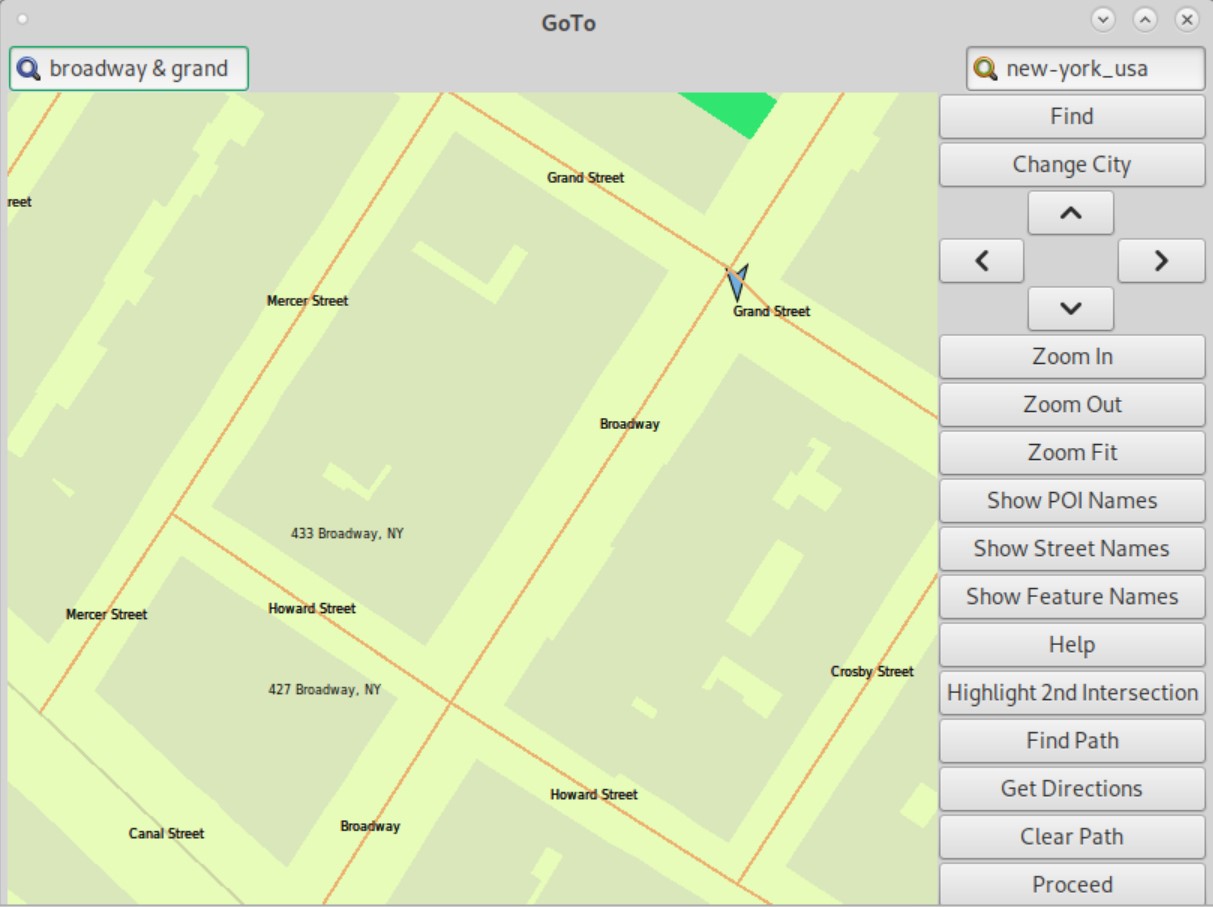 GoTo
broadway & grand
new-york_usa
Find
Change City
Zoom In
Zoom Out
Zoom Fit
Show POI Names
Show Street Names
Show Feature Names
Help
Highlight 2nd Intersection
Find Path
Get Directions
Clear Path
Proceed
Grand Street
reet
Mercer Street
Grand Street
Broadway
433 Broadway, NY
Howard Street
Mercer Street
Crosby Street
427 Broadway, NY
Howard Street
Broadway
Canal Street